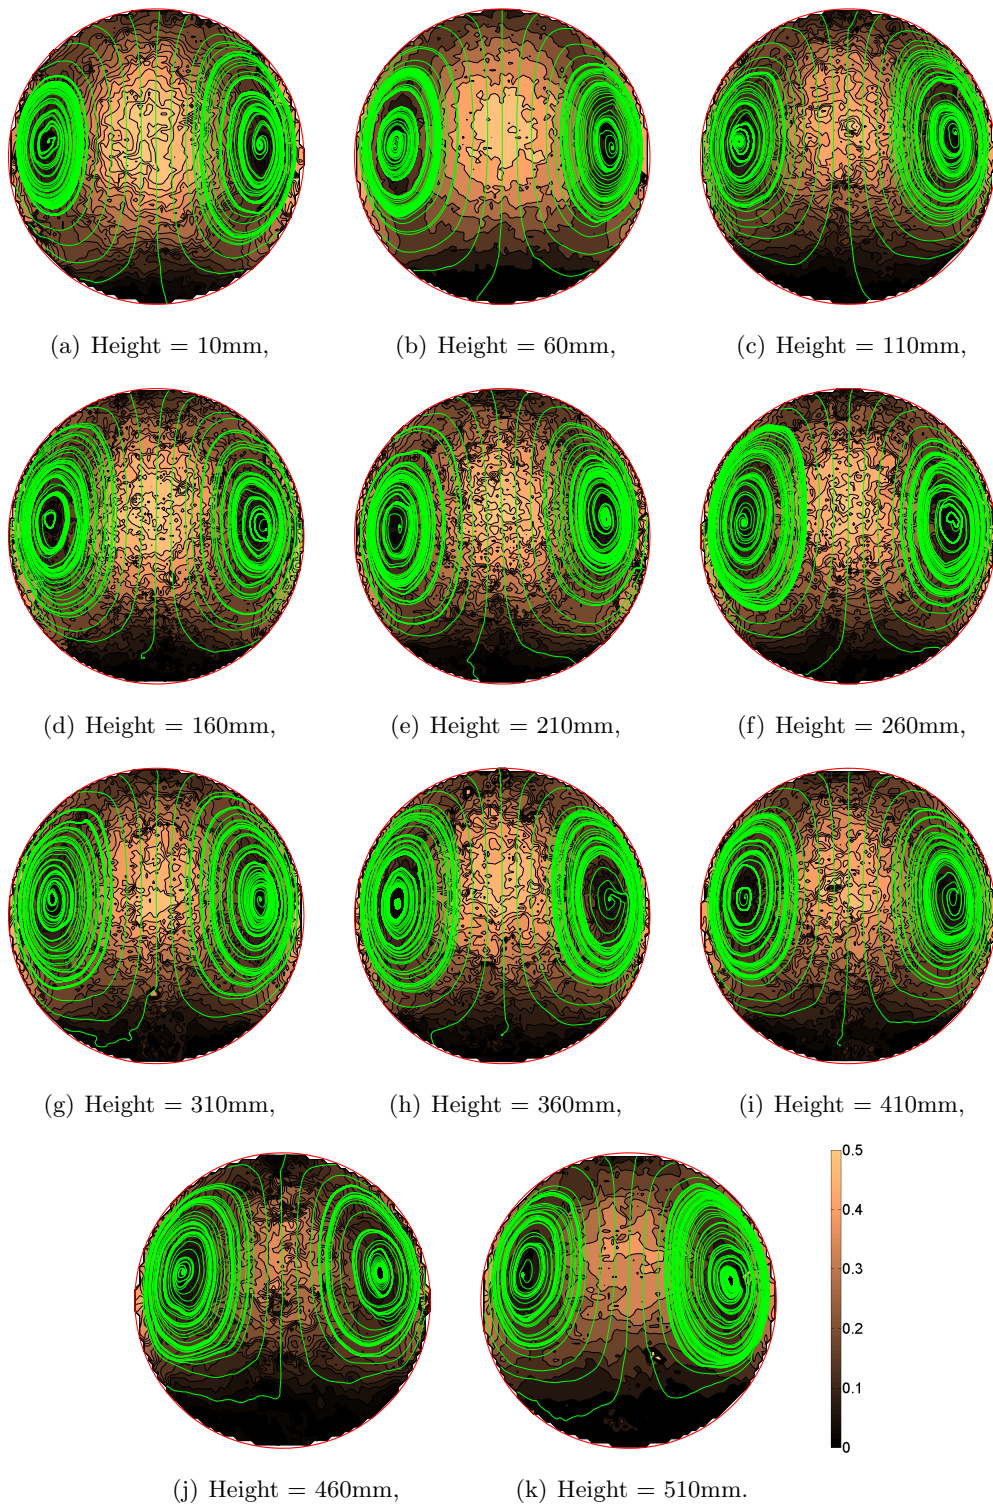 (a) Height = 10mm,
(b) Height = 60mm,
(c) Height = 110mm,
(d) Height = 160mm,
(e) Height = 210mm,
(f) Height = 260mm,
(g) Height = 310mm,
(h) Height = 360mm,
(i) Height = 410mm,
0.5
0.4
0.3
0.2
0.1
0
(j) Height = 460mm,
(k) Height = 510mm.